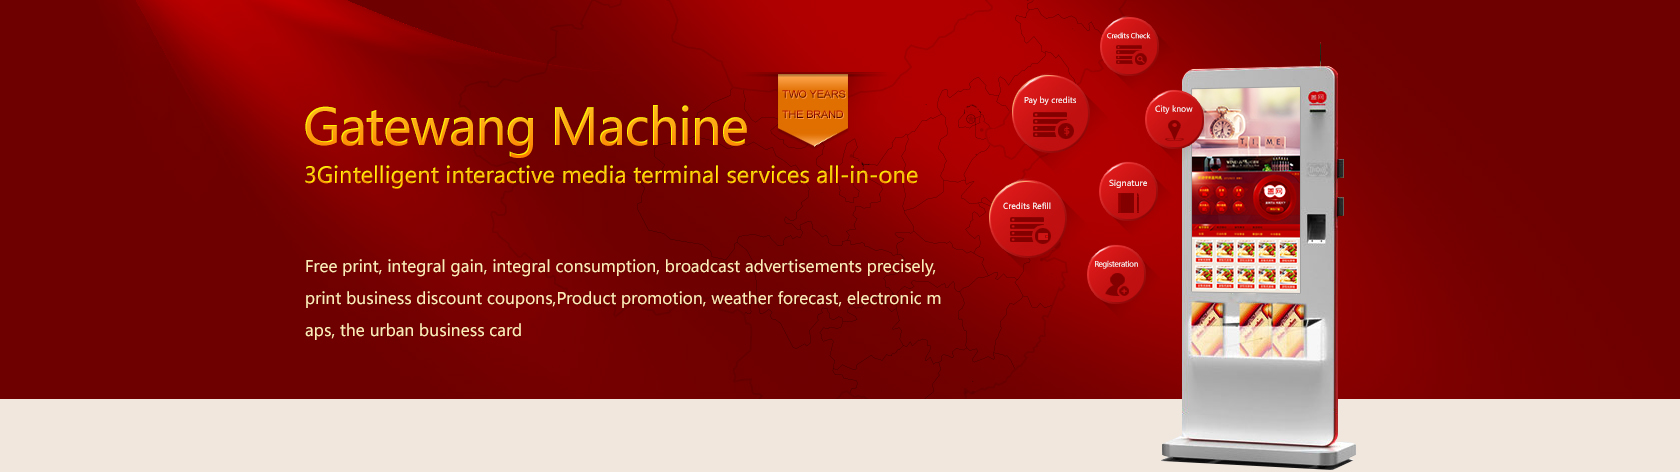 Gatewang Machine
TWO YEARS
THE BRAND
3Gintelligent interactive media terminal services all-in-one
Free print, integral gain, integral consumption, broadcast advertisements precisely,
print business discount coupons,Product promotion, weather forecast, electronic m
aps, the urban business card
Credits Check
Pay by credits
City know
Signature
Credits Refill
Registeration
TIME